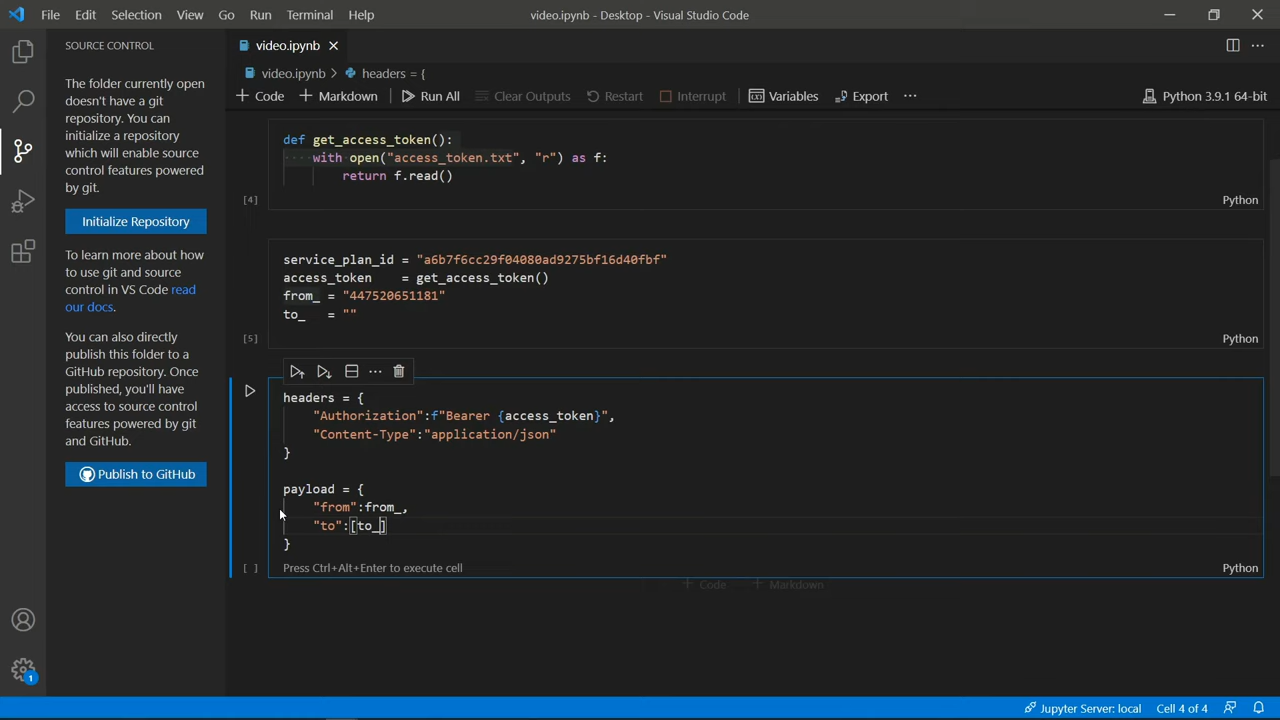 File Edit Selection View Go Run Terminal Help video.ipynb - Desktop - Visual Studio Code
SOURCE CONTROL
The folder currently open
doesn't have a git
repository. You can
initialize a repository
which will enable source
control features powered
by git.
Initialize Repository
To learn more about how
to use git and source
control in VS Code read
our docs.
You can also directly
publish this folder to a
GitHub repository. Once
published, you'll have
access to source control
features powered by git
and GitHub.
Publish to GitHub
video.ipynb
video.ipynb > headers = {
+ Code + Markdown Run All Clear Outputs Restart Interrupt Variables Export ··· Python 3.9.1 64-bit
def get_access_token():
    with open("access_token.txt", "r") as f:
        return f.read()
[4] Python
service_plan_id = "a6b7f6cc29f04080ad9275bf16d40fbf"
access_token    = get_access_token()
from_ = "447520651181"
to_   = ""
[5] Python
headers = {
    "Authorization":f"Bearer {access_token}",
    "Content-Type":"application/json"
}
payload = {
    "from":from_,
    "to":[to_]
}
[ ] Press Ctrl+Alt+Enter to execute cell Python
+ Code + Markdown
1
Jupyter Server: local Cell 4 of 4